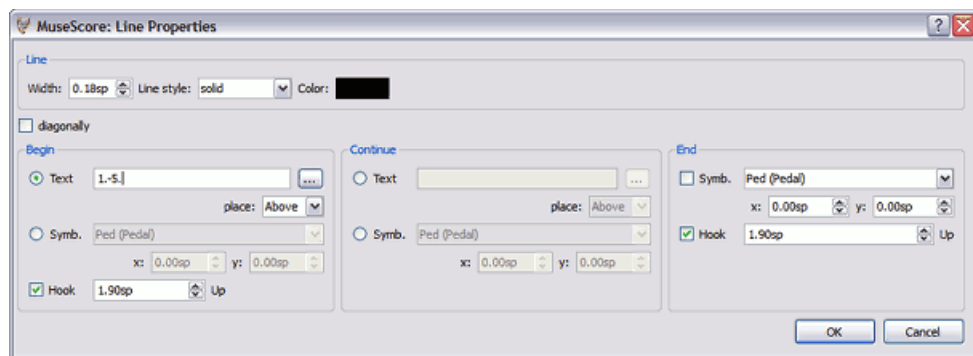 MuseScore: Line Properties
Line
Width: 0.18sp Line style: solid Color:
diagonally
Begin
Text 1.-5. ...
place: Above
Symb. Ped (Pedal)
x: 0.00sp y: 0.00sp
Hook 1.90sp Up
Continue
Text ...
place: Above
Symb. Ped (Pedal)
x: 0.00sp y: 0.00sp
End
Symb. Ped (Pedal)
x: 0.00sp y: 0.00sp
Hook 1.90sp Up
OK Cancel